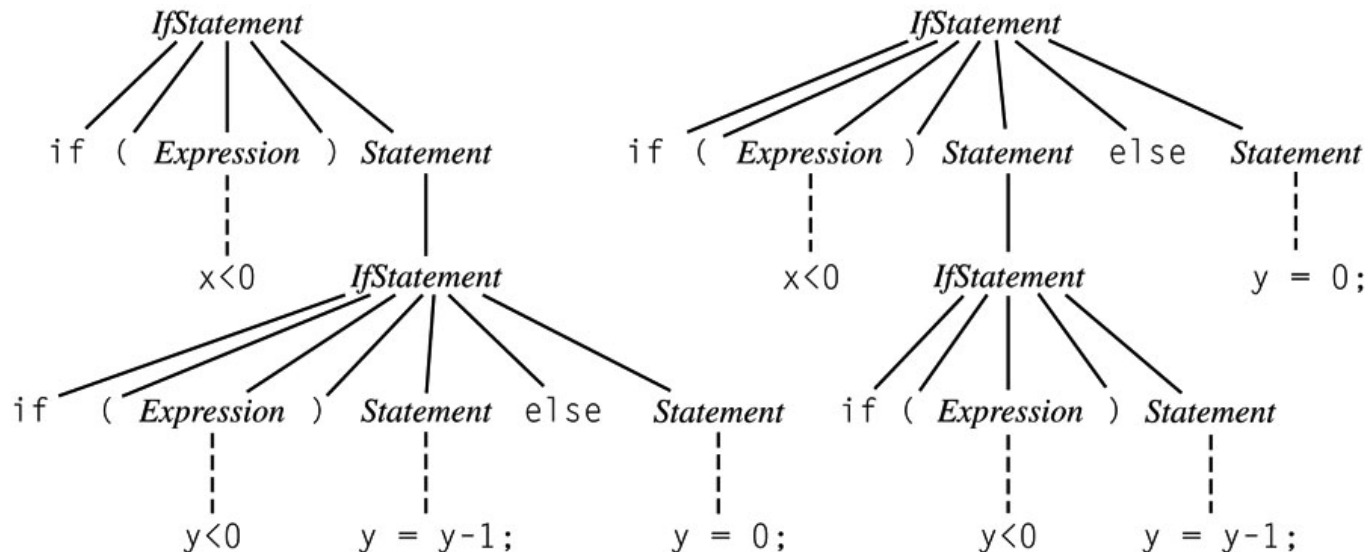 IfStatement IfStatement
if ( Expression ) Statement if ( Expression ) Statement else Statement
x<0 IfStatement x<0 IfStatement y = 0;
if ( Expression ) Statement else Statement if ( Expression ) Statement
y<0 y = y-1; y = 0; y<0 y = y-1;